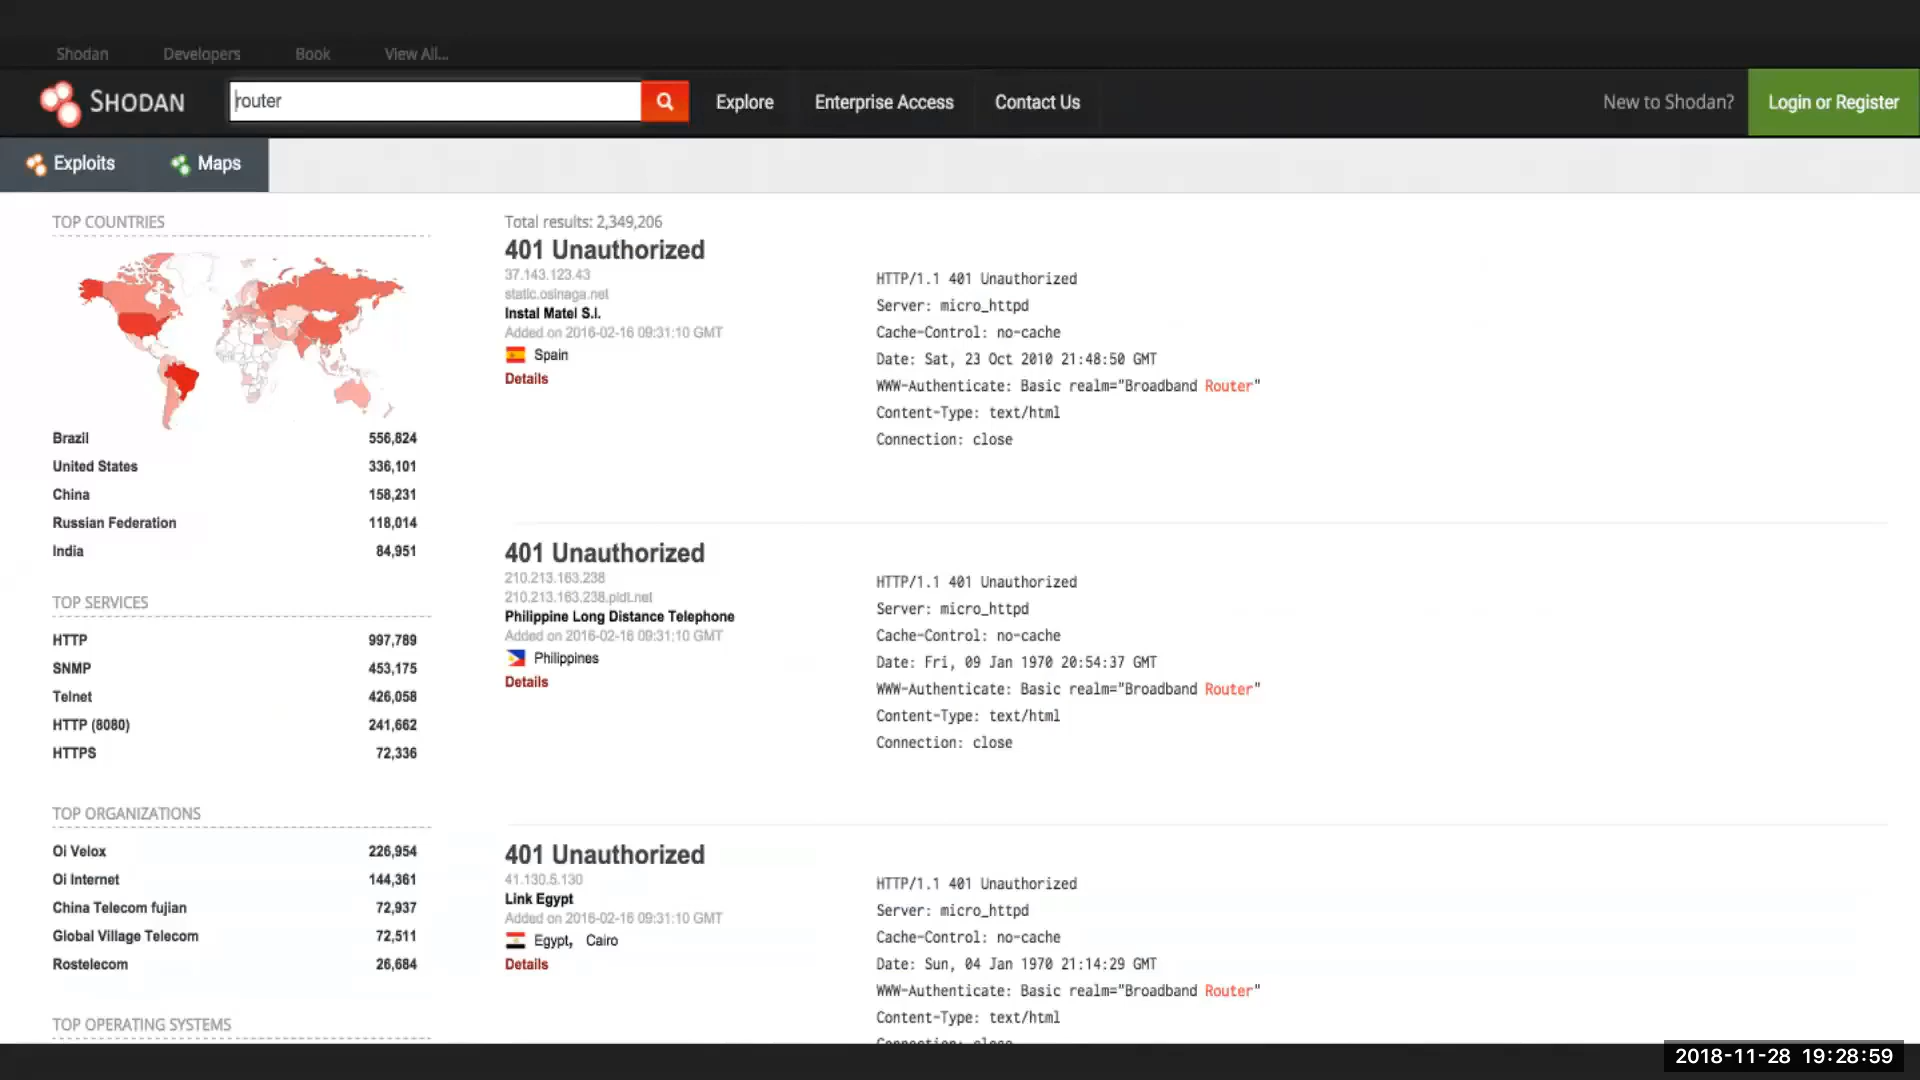 Shodan Developers Book View All...
SHODAN router Explore Enterprise Access Contact Us New to Shodan? Login or Register
Exploits Maps
TOP COUNTRIES
Brazil 556,824
United States 336,101
China 158,231
Russian Federation 118,014
India 84,951
TOP SERVICES
HTTP 997,789
SNMP 453,175
Telnet 426,058
HTTP (8080) 241,662
HTTPS 72,336
TOP ORGANIZATIONS
Oi Velox 226,954
Oi Internet 144,361
China Telecom fujian 72,937
Global Village Telecom 72,511
Rostelecom 26,684
TOP OPERATING SYSTEMS
Total results: 2,349,206
401 Unauthorized
37.143.123.43
static.osinaga.net
Instal Matel S.l.
Added on 2016-02-16 09:31:10 GMT
Spain
Details
HTTP/1.1 401 Unauthorized
Server: micro_httpd
Cache-Control: no-cache
Date: Sat, 23 Oct 2010 21:48:50 GMT
WWW-Authenticate: Basic realm="Broadband Router"
Content-Type: text/html
Connection: close
401 Unauthorized
210.213.163.238
210.213.163.238.pldt.net
Philippine Long Distance Telephone
Added on 2016-02-16 09:31:10 GMT
Philippines
Details
HTTP/1.1 401 Unauthorized
Server: micro_httpd
Cache-Control: no-cache
Date: Fri, 09 Jan 1970 20:54:37 GMT
WWW-Authenticate: Basic realm="Broadband Router"
Content-Type: text/html
Connection: close
401 Unauthorized
41.130.5.130
Link Egypt
Added on 2016-02-16 09:31:10 GMT
Egypt, Cairo
Details
HTTP/1.1 401 Unauthorized
Server: micro_httpd
Cache-Control: no-cache
Date: Sun, 04 Jan 1970 21:14:29 GMT
WWW-Authenticate: Basic realm="Broadband Router"
Content-Type: text/html
Connection: close
2018-11-28 19:28:59